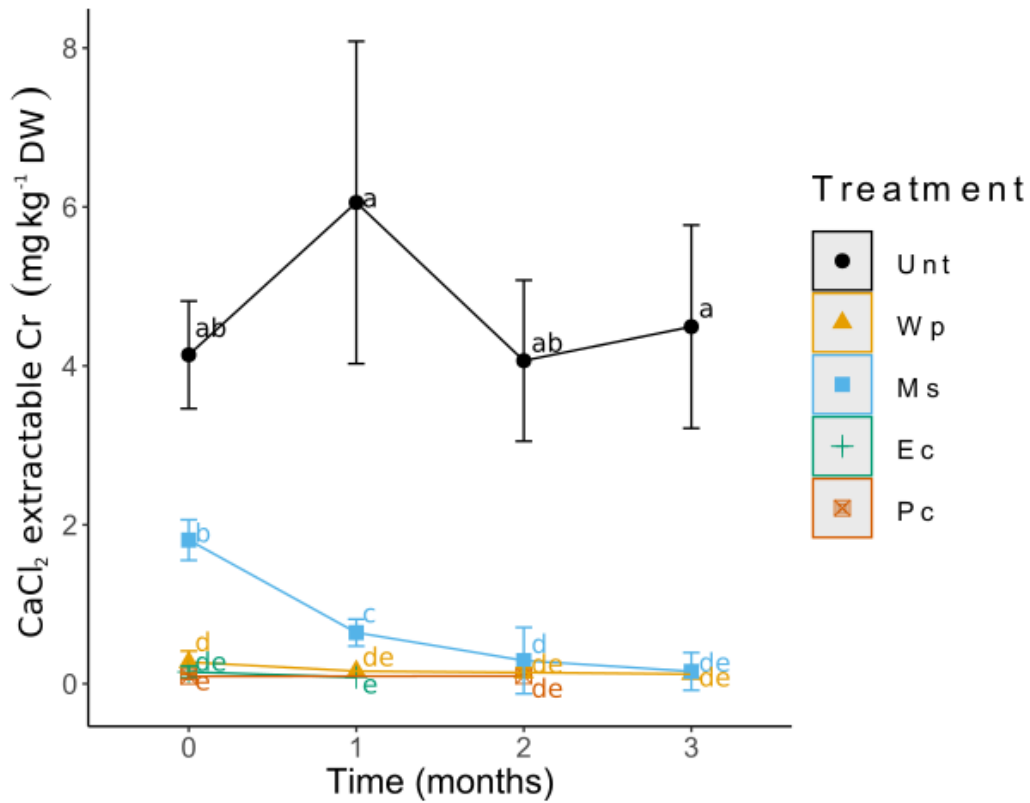 CaCl₂ extractable Cr (mg kg⁻¹ DW)
8
6
4
2
0
ab
a
ab
a
b
c
d
de
d
de
de
de
de
e
e
de
0 1 2 3
Time (months)
Treatment
Unt
Wp
Ms
Ec
Pc